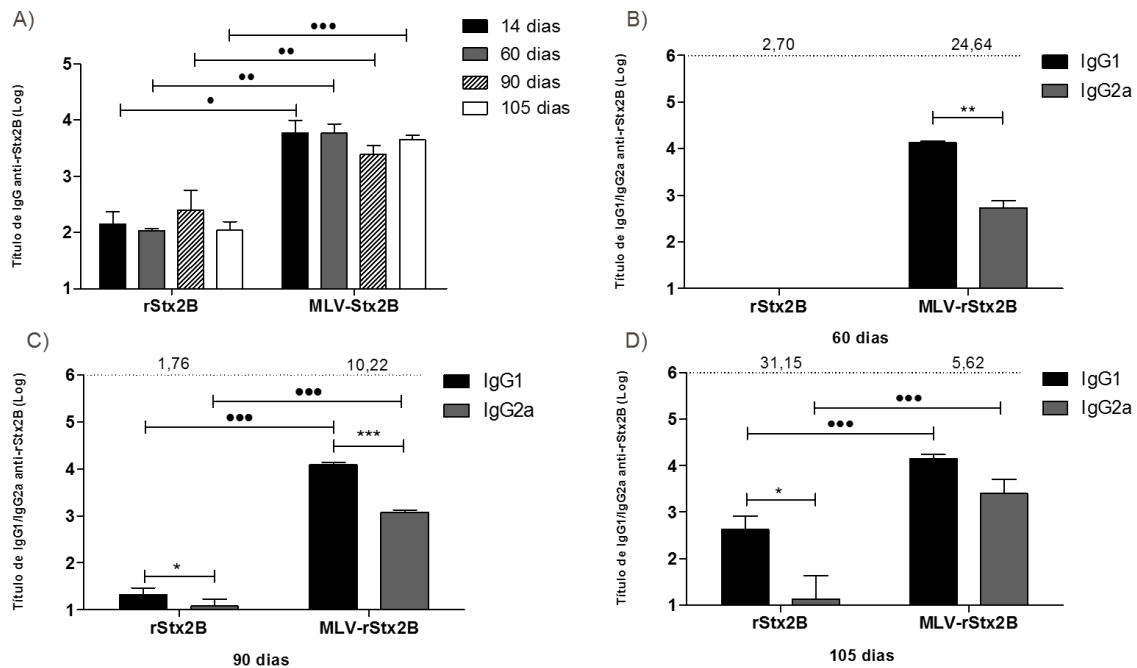 A)
Título de IgG anti-rStx2B (Log)
5
4
3
2
1
●●●
●●
●●
●
14 dias
60 dias
90 dias
105 dias
rStx2B MLV-Stx2B
B)
Título de IgG1/IgG2a anti-rStx2B (Log)
2,70 24,64
6
5
4
3
2
1
**
IgG1
IgG2a
rStx2B MLV-rStx2B
60 dias
C)
Título de IgG1/IgG2a anti-rStx2B (Log)
1,76 10,22
6
5
4
3
2
1
●●●
●●●
***
*
IgG1
IgG2a
rStx2B MLV-rStx2B
90 dias
D)
Título de IgG1/IgG2a anti-rStx2B (Log)
31,15 5,62
6
5
4
3
2
1
●●●
●●●
*
IgG1
IgG2a
rStx2B MLV-rStx2B
105 dias